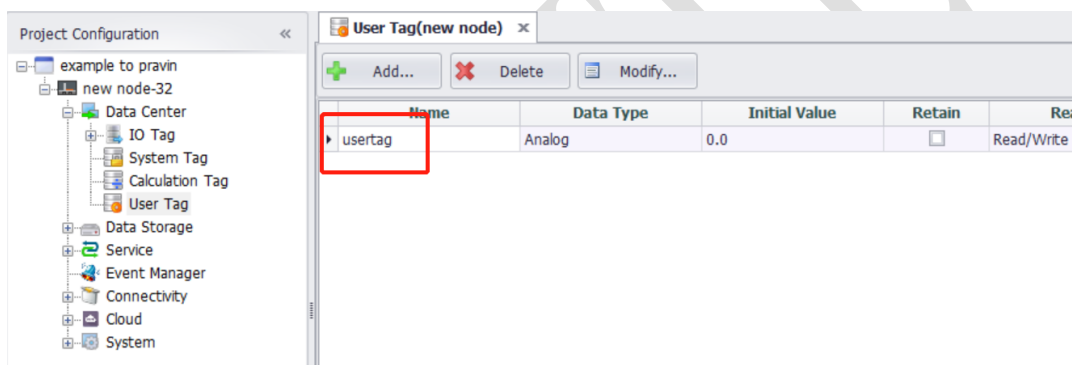 Project Configuration «
example to pravin
new node-32
Data Center
IO Tag
System Tag
Calculation Tag
User Tag
Data Storage
Service
Event Manager
Connectivity
Cloud
System
User Tag(new node) x
Add... Delete Modify...
Name Data Type Initial Value Retain Rea
usertag Analog 0.0 Read/Write